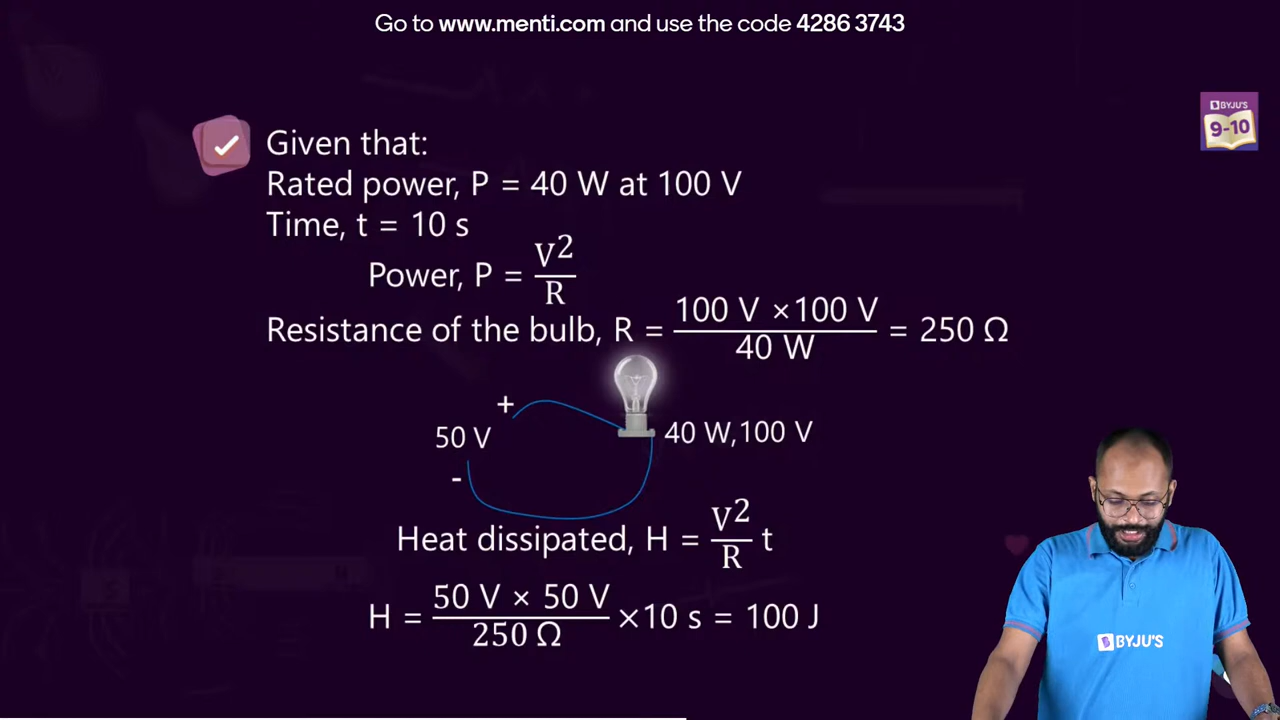 Go to www.menti.com and use the code 4286 3743
BYJU'S
9-10
Given that:
Rated power, P = 40 W at 100 V
Time, t = 10 s
Power, P = V²/R
Resistance of the bulb, R = (100 V × 100 V)/(40 W) = 250 Ω
+
50 V
40 W,100 V
-
Heat dissipated, H = V²/R t
H = (50 V × 50 V)/(250 Ω) ×10 s = 100 J
BYJU'S